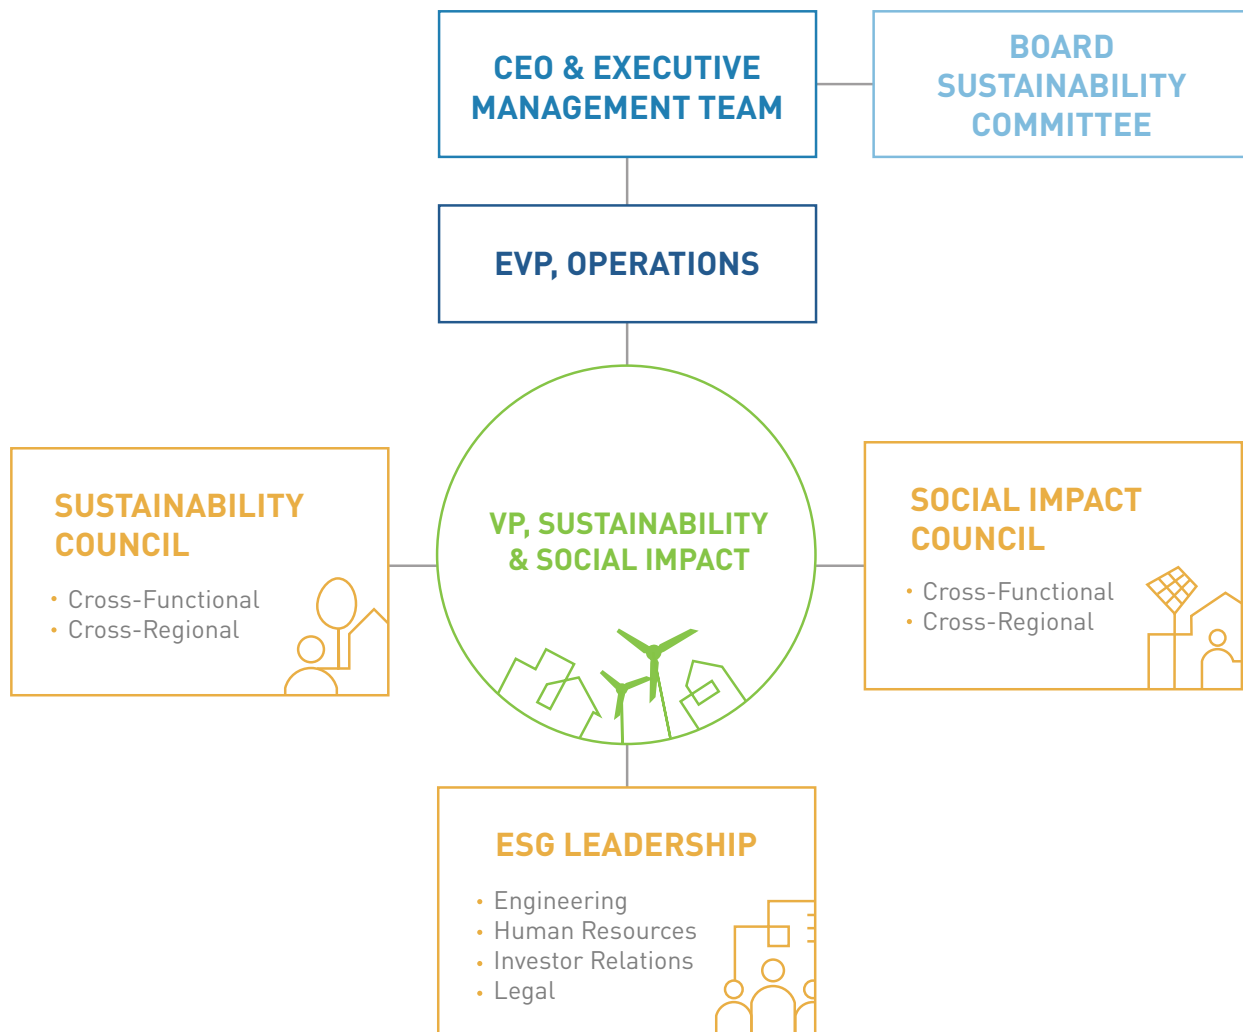 CEO & EXECUTIVE
MANAGEMENT TEAM
BOARD
SUSTAINABILITY
COMMITTEE
EVP, OPERATIONS
SUSTAINABILITY
COUNCIL
• Cross-Functional
• Cross-Regional
VP, SUSTAINABILITY
& SOCIAL IMPACT
SOCIAL IMPACT
COUNCIL
• Cross-Functional
• Cross-Regional
ESG LEADERSHIP
• Engineering
• Human Resources
• Investor Relations
• Legal